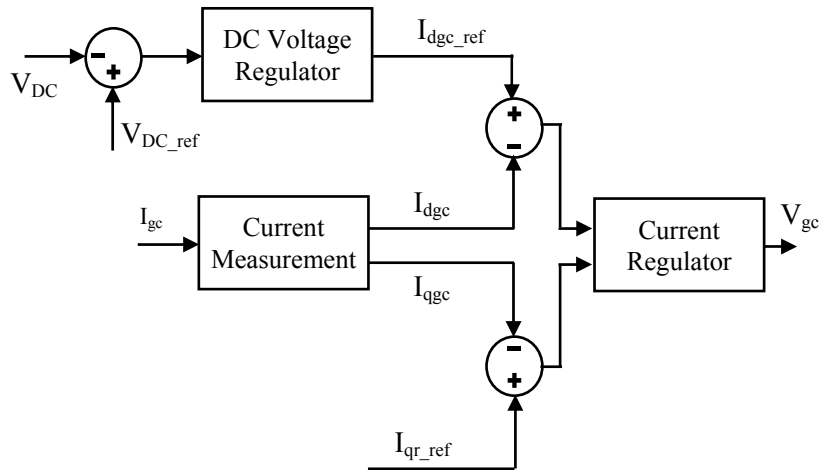 DC Voltage
Regulator
I_dgc_ref
V_DC
V_DC_ref
I_gc
Current
Measurement
I_dgc
I_qgc
Current
Regulator
V_gc
I_qr_ref